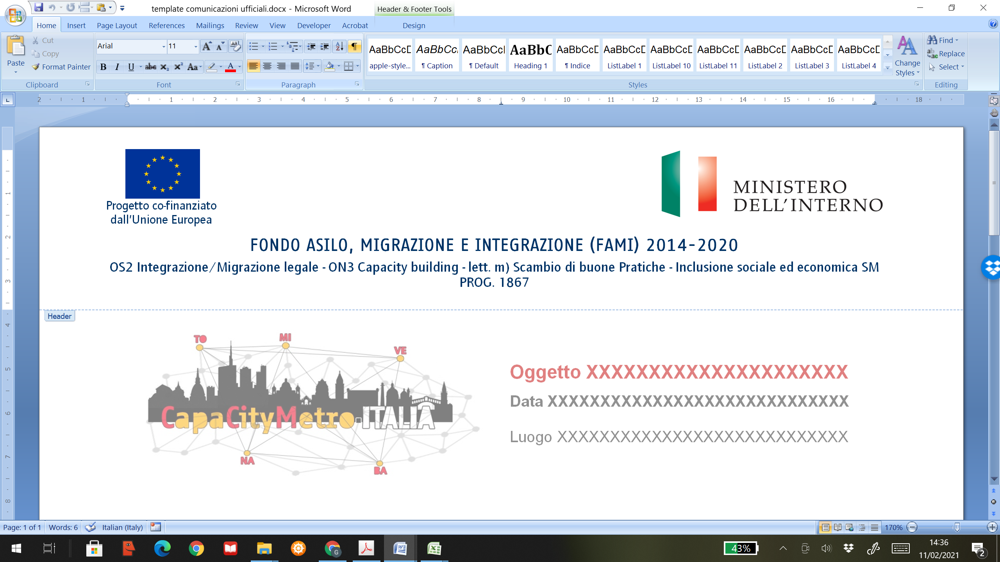 template comunicazioni ufficiali.docx - Microsoft Word
Header & Footer Tools
Home Insert Page Layout References Mailings Review View Developer Acrobat Design
Paste
Cut
Copy
Format Painter
Clipboard
Arial 11
B I U abc x₂ x² Aa A
Font
Paragraph
AaBbCcD AaBbCc AaBbCcI AaBbC AaBbCcD AaBbCcD AaBbCcD AaBbCcD AaBbCcD AaBbCcD AaBbCcD
apple-style... ¶ Caption ¶ Default Heading 1 ¶ Indice ListLabel 1 ListLabel 10 ListLabel 11 ListLabel 2 ListLabel 3 ListLabel 4
Styles
Change
Styles
Find
Replace
Select
Editing
2 1 1 2 3 4 5 6 7 8 9 10 11 12 13 14 15 16 18
1
2
3
4
5
6
7
8
Progetto co-finanziato
dall'Unione Europea
MINISTERO
DELL'INTERNO
FONDO ASILO, MIGRAZIONE E INTEGRAZIONE (FAMI) 2014-2020
OS2 Integrazione/Migrazione legale - ON3 Capacity building - lett. m) Scambio di buone Pratiche - Inclusione sociale ed economica SM
PROG. 1867
Header
TO
MI
VE
CapaCityMetro-ITALIA
NA
BA
Oggetto XXXXXXXXXXXXXXXXXXXXX
Data XXXXXXXXXXXXXXXXXXXXXXXXXXXXX
Luogo XXXXXXXXXXXXXXXXXXXXXXXXXXXX
Page: 1 of 1 Words: 6 Italian (Italy)
170%
43%
14:36
11/02/2021
2